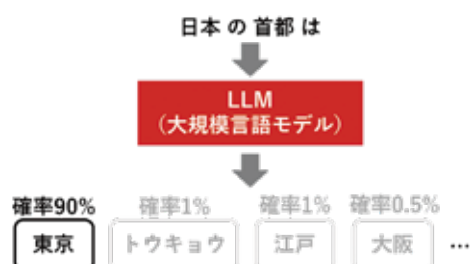 日本 の 首都 は
LLM
（大規模言語モデル）
確率90% 確率1% 確率1% 確率0.5%
東京 トウキョウ 江戸 大阪 …